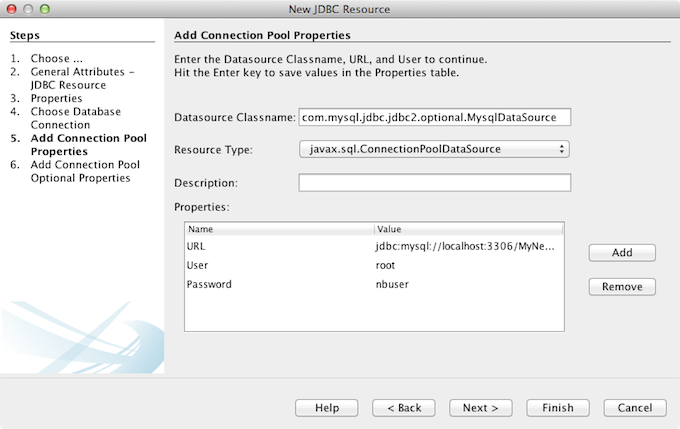 New JDBC Resource
Steps
1. Choose ...
2. General Attributes –
JDBC Resource
3. Properties
4. Choose Database
Connection
5. Add Connection Pool
Properties
6. Add Connection Pool
Optional Properties
Add Connection Pool Properties
Enter the Datasource Classname, URL, and User to continue.
Hit the Enter key to save values in the Properties table.
Datasource Classname: com.mysql.jdbc.jdbc2.optional.MysqlDataSource
Resource Type: javax.sql.ConnectionPoolDataSource
Description:
Properties:
Name Value
URL jdbc:mysql://localhost:3306/MyNe...
User root
Password nbuser
Add
Remove
Help < Back Next > Finish Cancel